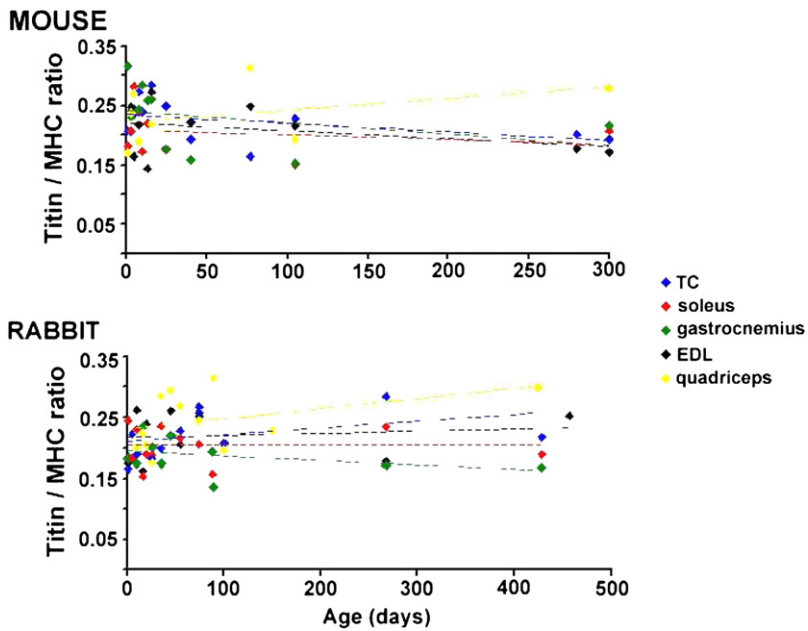 MOUSE
Titin / MHC ratio
0.35
0.25
0.15
0.05
0
50
100
150
200
250
300
TC
soleus
gastrocnemius
EDL
quadriceps
RABBIT
Titin / MHC ratio
0.35
0.25
0.15
0.05
0
100
200
300
400
500
Age (days)